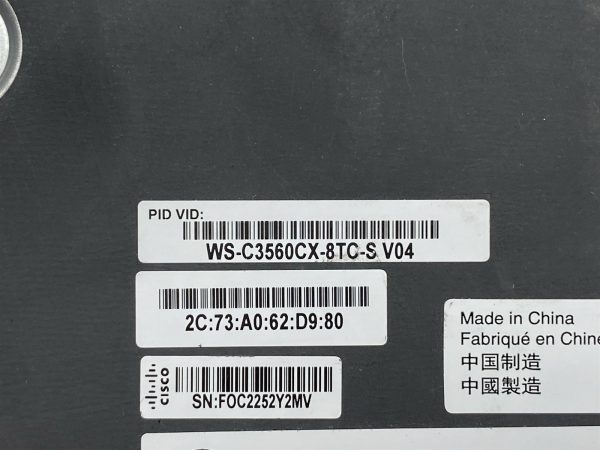 PID VID:
WS-C3560CX-8TC-S V04
2C:73:A0:62:D9:80
CISCO
SN:FOC2252Y2MV
Made in China
Fabriqué en Chine
中国制造
中國製造